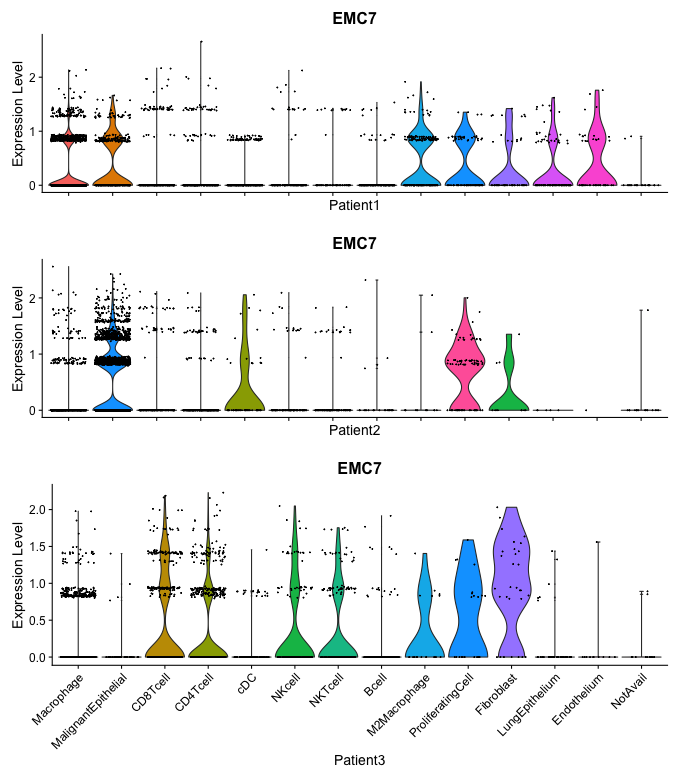 EMC7
Expression Level
2
1
0
Patient1
EMC7
Expression Level
2
1
0
Patient2
EMC7
Expression Level
2.0
1.5
1.0
0.5
0.0
Macrophage
MalignantEpithelial
CD8Tcell
CD4Tcell
cDC
NKcell
NKTcell
Bcell
M2Macrophage
ProliferatingCell
Fibroblast
LungEpithelium
Endothelium
NotAvail
Patient3